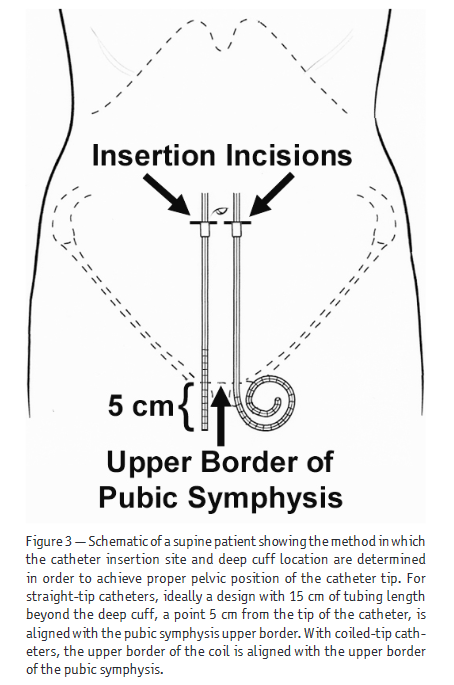 Insertion Incisions
5 cm{
Upper Border of
Pubic Symphysis
Figure 3 — Schematic of a supine patient showing the method in which
the catheter insertion site and deep cuff location are determined
in order to achieve proper pelvic position of the catheter tip. For
straight-tip catheters, ideally a design with 15 cm of tubing length
beyond the deep cuff, a point 5 cm from the tip of the catheter, is
aligned with the pubic symphysis upper border. With coiled-tip cath-
eters, the upper border of the coil is aligned with the upper border
of the pubic symphysis.